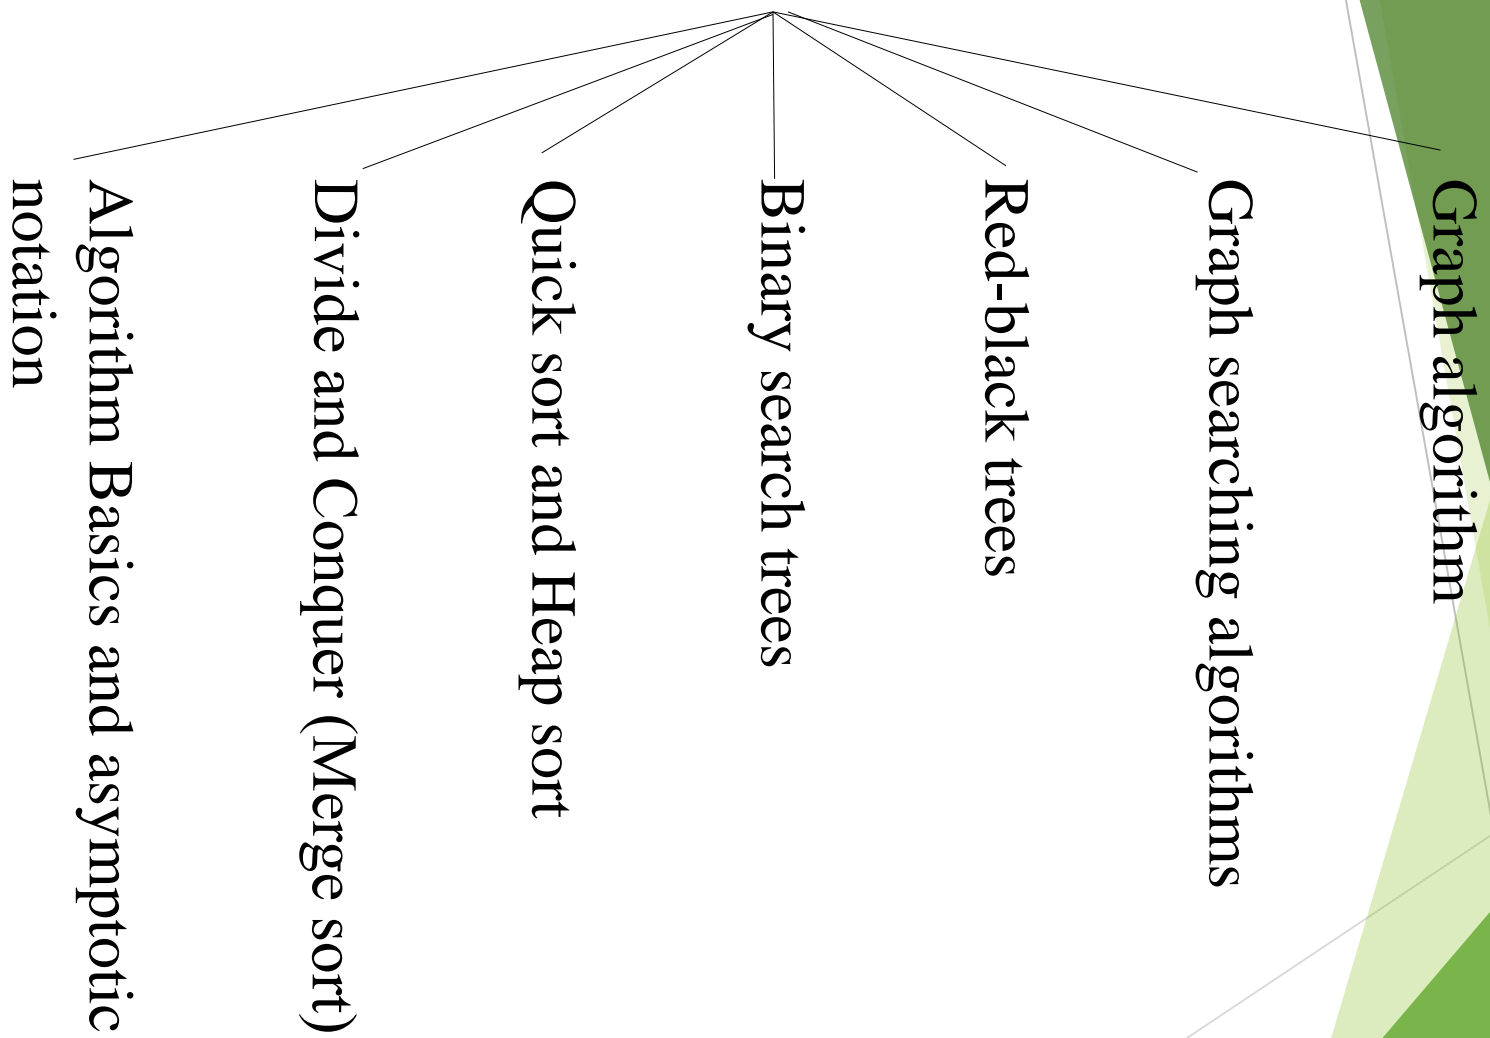 Algorithm Basics and asymptotic
notation
Divide and Conquer (Merge sort)
Quick sort and Heap sort
Binary search trees
Red-black trees
Graph searching algorithms
Graph algorithm